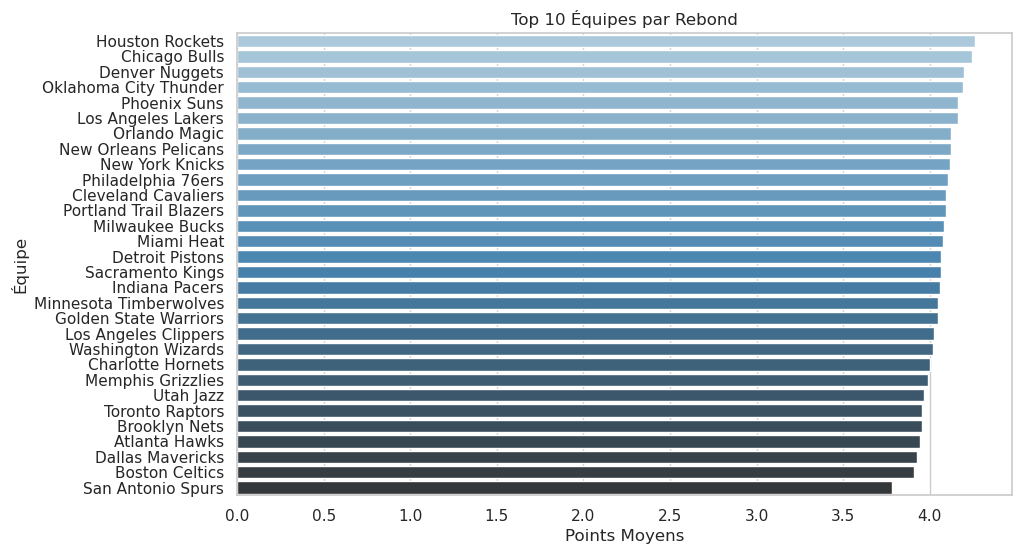 Top 10 Équipes par Rebond
Houston Rockets
Chicago Bulls
Denver Nuggets
Oklahoma City Thunder
Phoenix Suns
Los Angeles Lakers
Orlando Magic
New Orleans Pelicans
New York Knicks
Philadelphia 76ers
Cleveland Cavaliers
Portland Trail Blazers
Milwaukee Bucks
Miami Heat
Detroit Pistons
Sacramento Kings
Indiana Pacers
Minnesota Timberwolves
Golden State Warriors
Los Angeles Clippers
Washington Wizards
Charlotte Hornets
Memphis Grizzlies
Utah Jazz
Toronto Raptors
Brooklyn Nets
Atlanta Hawks
Dallas Mavericks
Boston Celtics
San Antonio Spurs
Équipe
0.0 0.5 1.0 1.5 2.0 2.5 3.0 3.5 4.0
Points Moyens